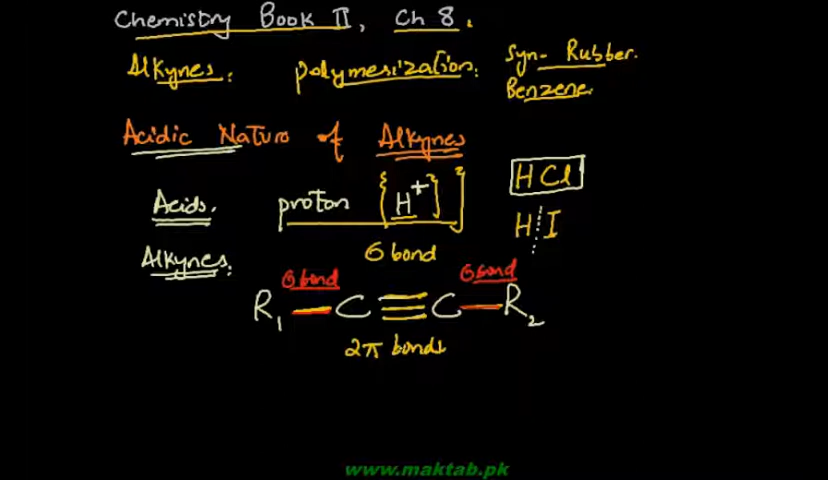 Chemistry Book II, Ch 8.
Alkynes. polymerization. Syn- Rubber.
Benzene.
Acidic Nature of Alkynes
Acids. proton {H+} HCl
H I
σ bond
Alkynes.
σ bond σ bond
R1 — C ≡ C — R2
2π bonds
www.maktab.pk